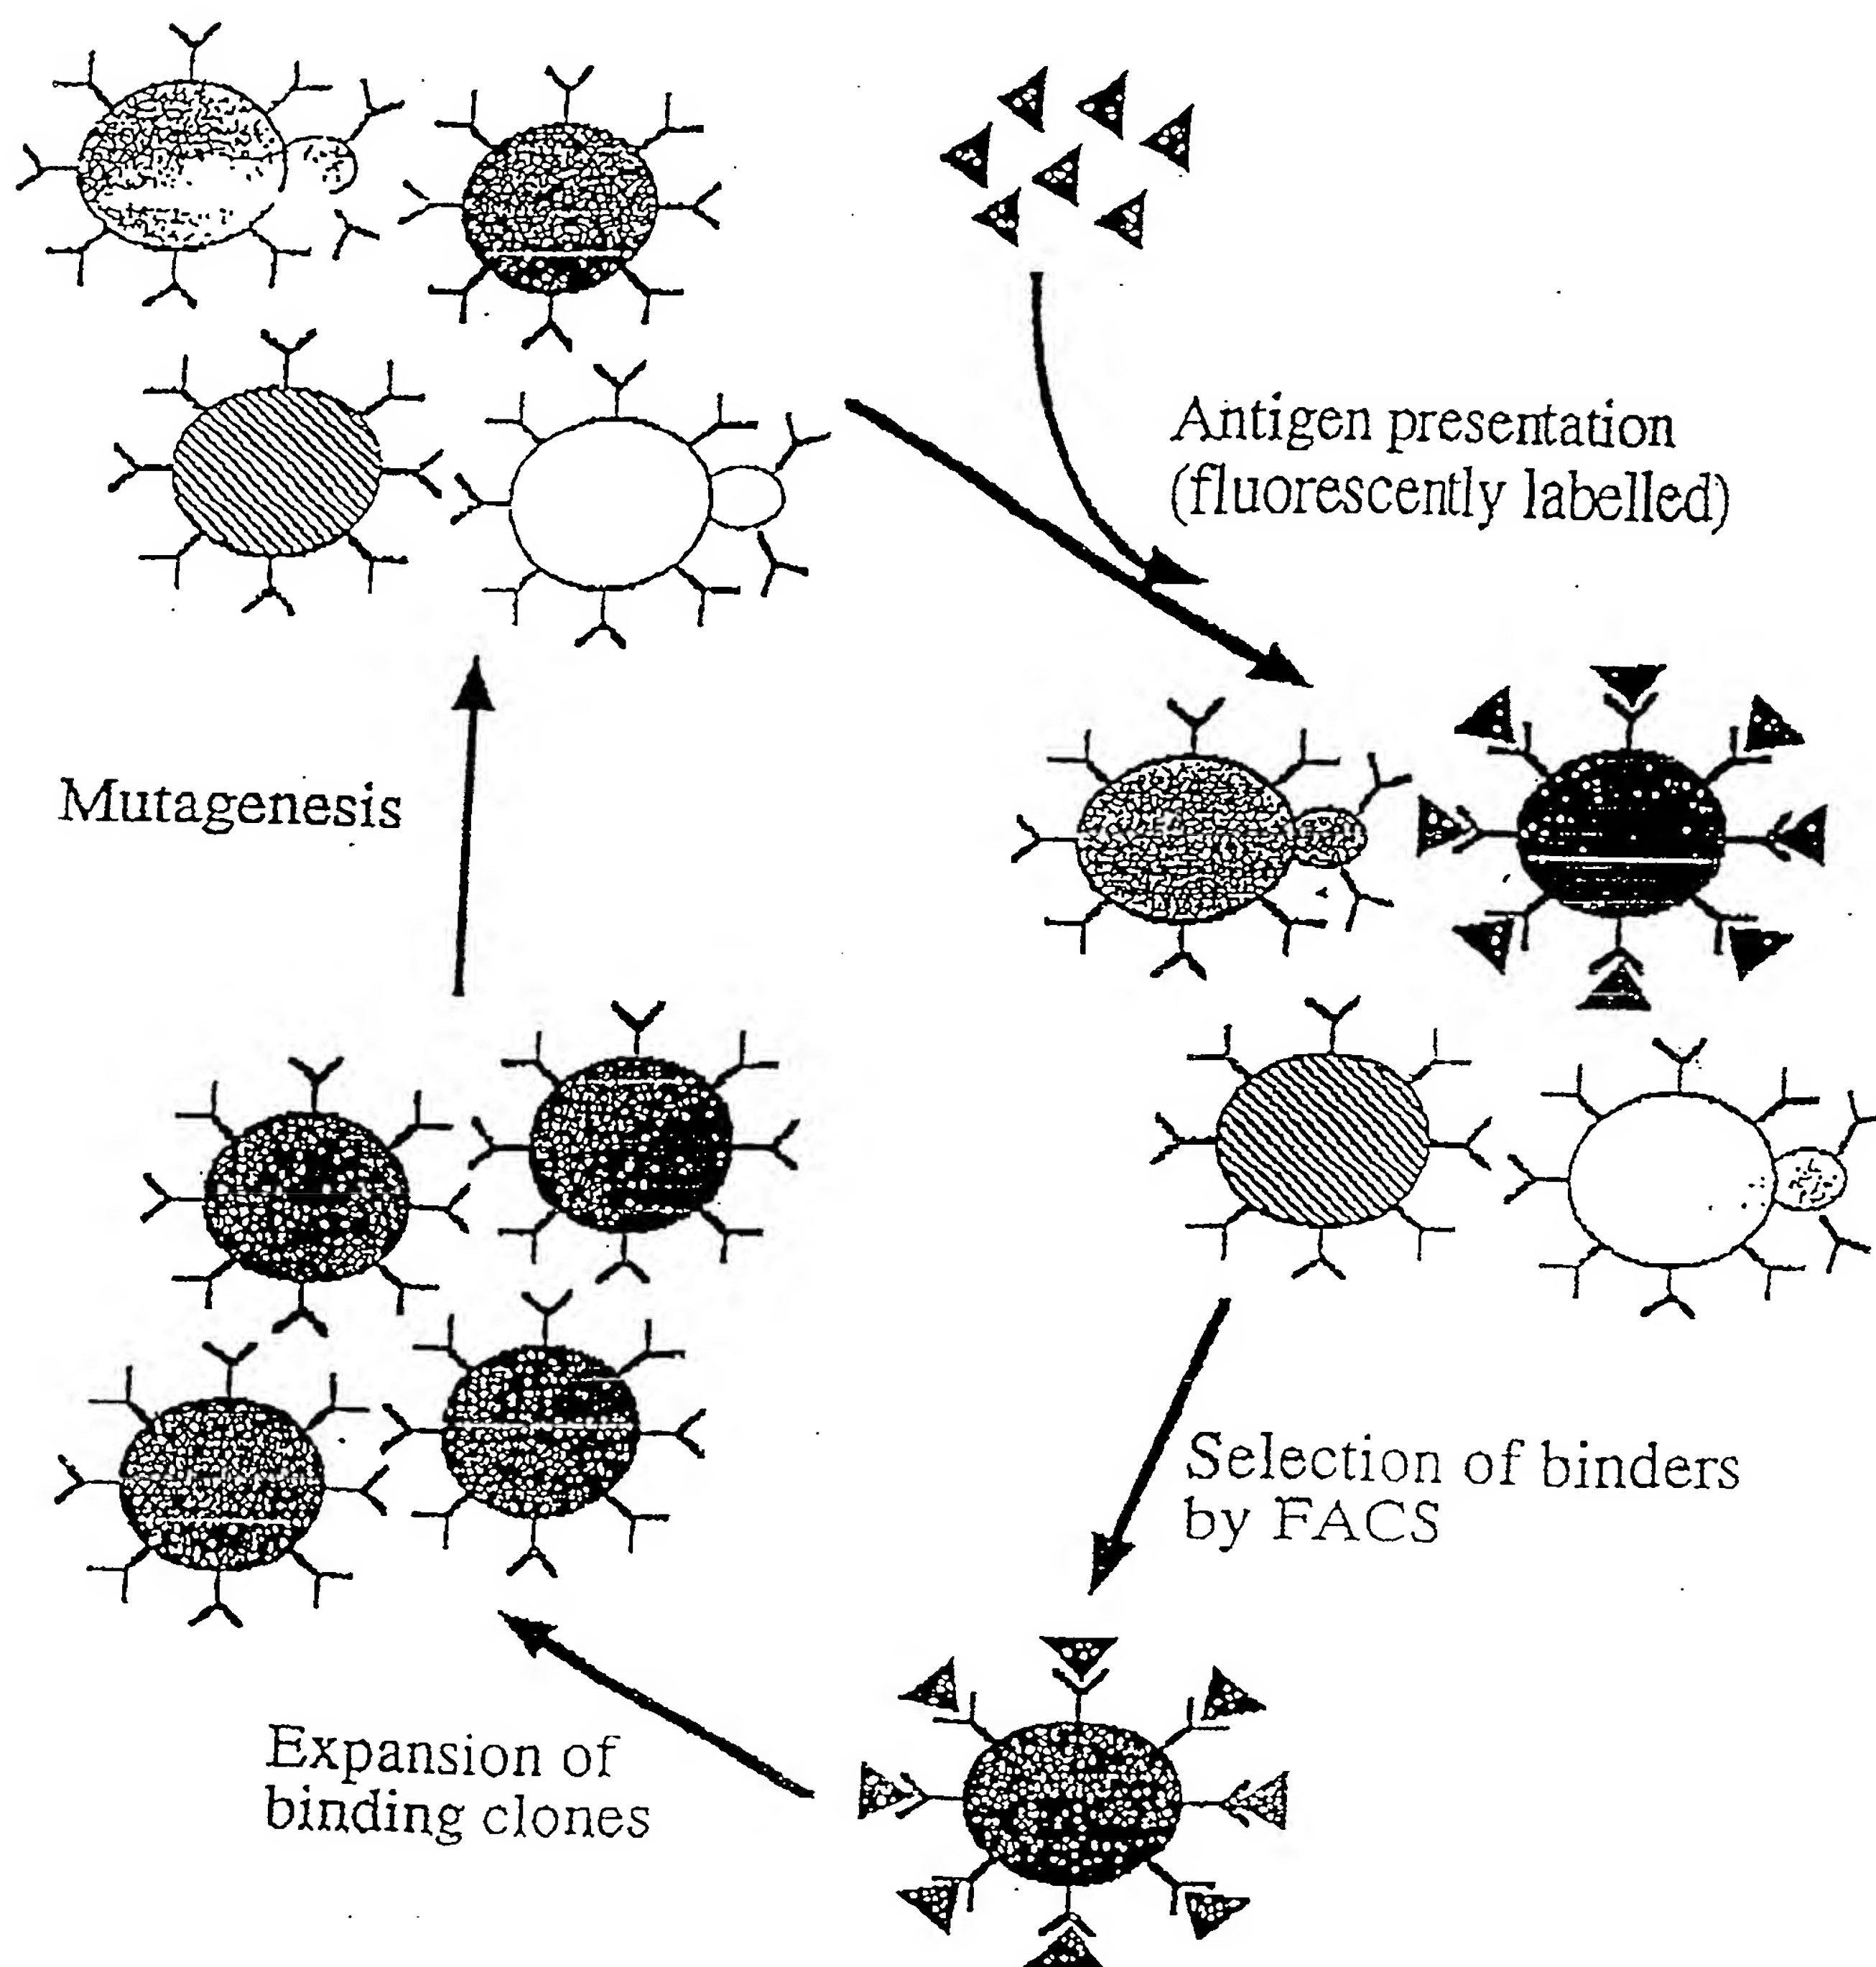 Antigen presentation
(fluorescently labelled)
Mutagenesis
Selection of binders
by FACS
Expansion of
binding clones